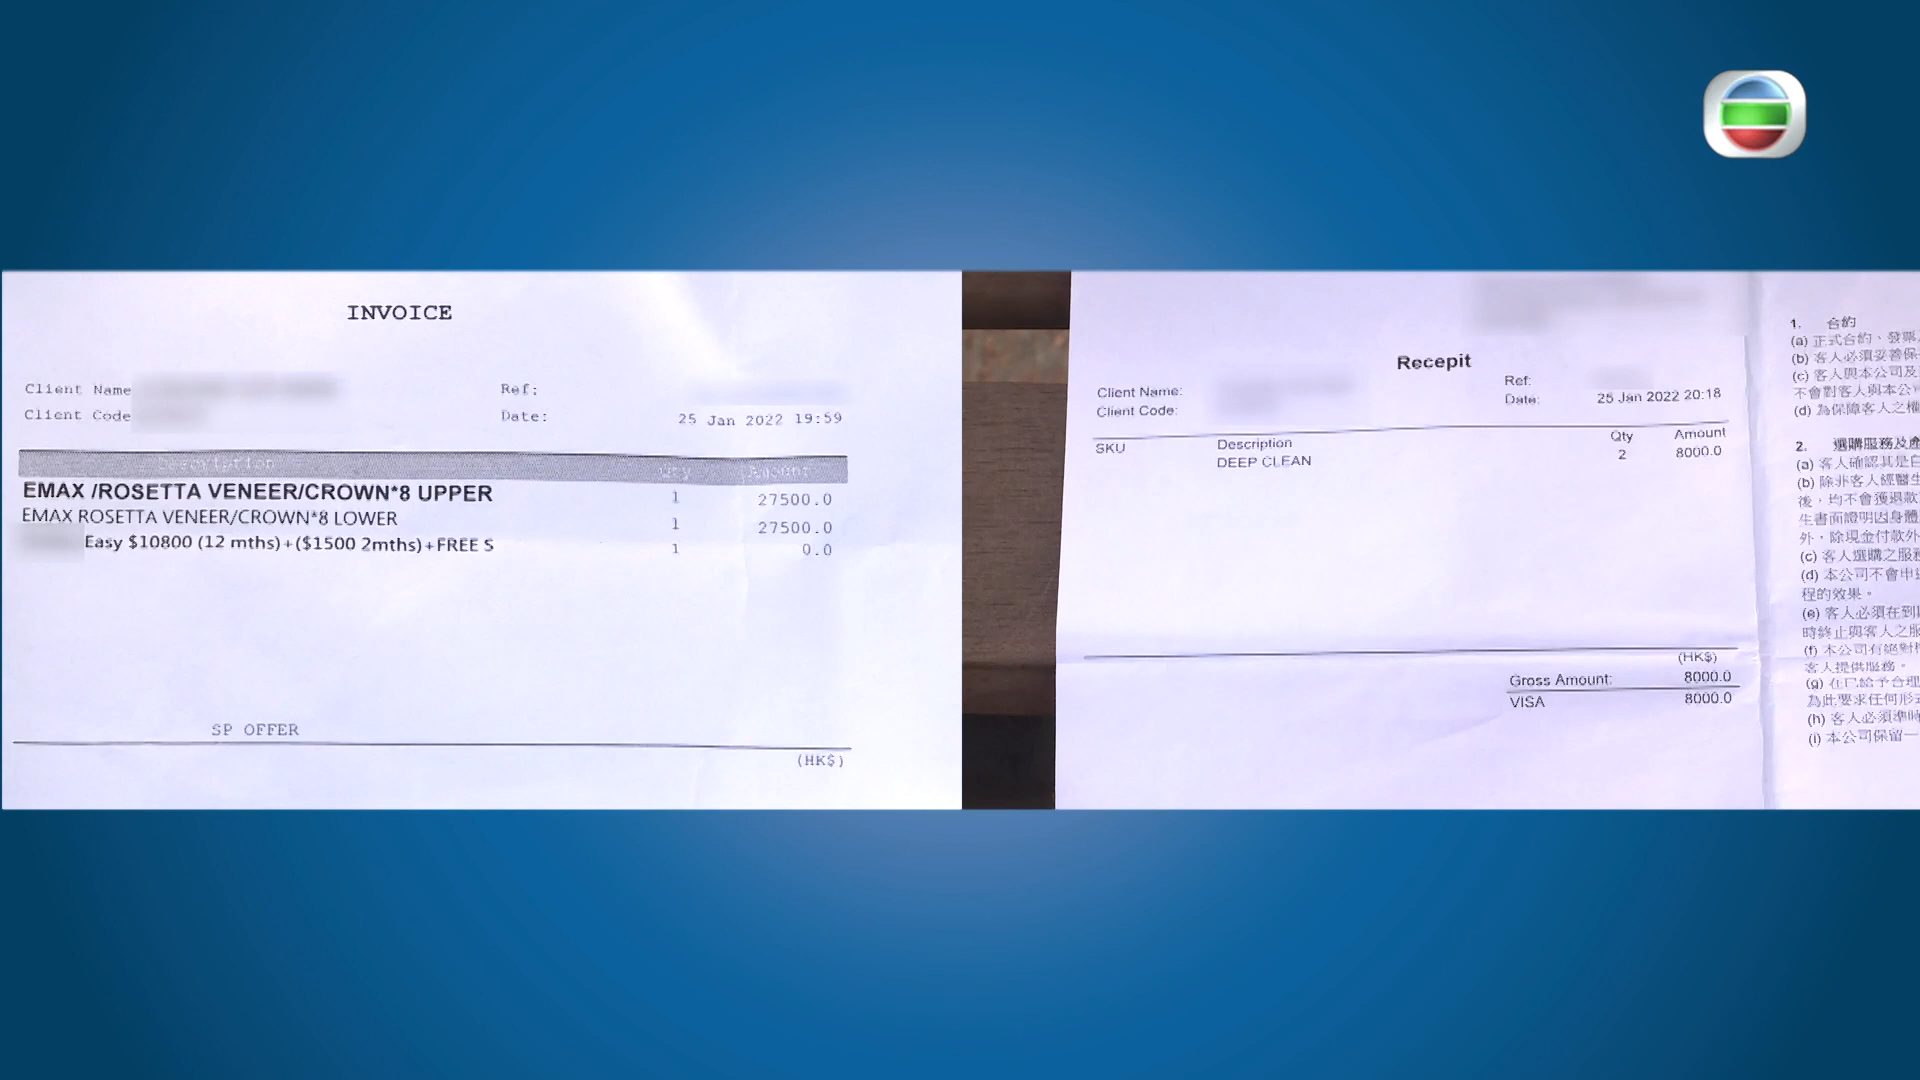 INVOICE
Client Name
Ref:
Client Code
Date: 25 Jan 2022 19:59
Description Qty Amount
EMAX /ROSETTA VENEER/CROWN*8 UPPER 1 27500.0
EMAX ROSETTA VENEER/CROWN*8 LOWER 1 27500.0
Easy $10800 (12 mths)+($1500 2mths)+FREE S 1 0.0
SP OFFER
(HK$)
Recepit
Client Name:
Ref:
Client Code:
Date: 25 Jan 2022 20:18
SKU Description Qty Amount
DEEP CLEAN 2 8000.0
(HK$)
Gross Amount: 8000.0
VISA 8000.0
1. 合約
(a) 正式合約、發票
(b) 客人必須妥善保
(c) 客人與本公司及
不會對客人與本公司
(d) 為保障客人之權
2. 選購服務及產
(a) 客人確認其是自
(b) 除非客人經醫生
後，均不會獲退款
生書面證明因身體
外，除現金付款外
(c) 客人選購之服務
(d) 本公司不會申
程的效果。
(e) 客人必須在到
時終止與客人之服
(f) 本公司有絕對
客人提供服務。
(g) 在已給予合理
為此要求任何形式
(h) 客人必須準時
(i) 本公司保留一